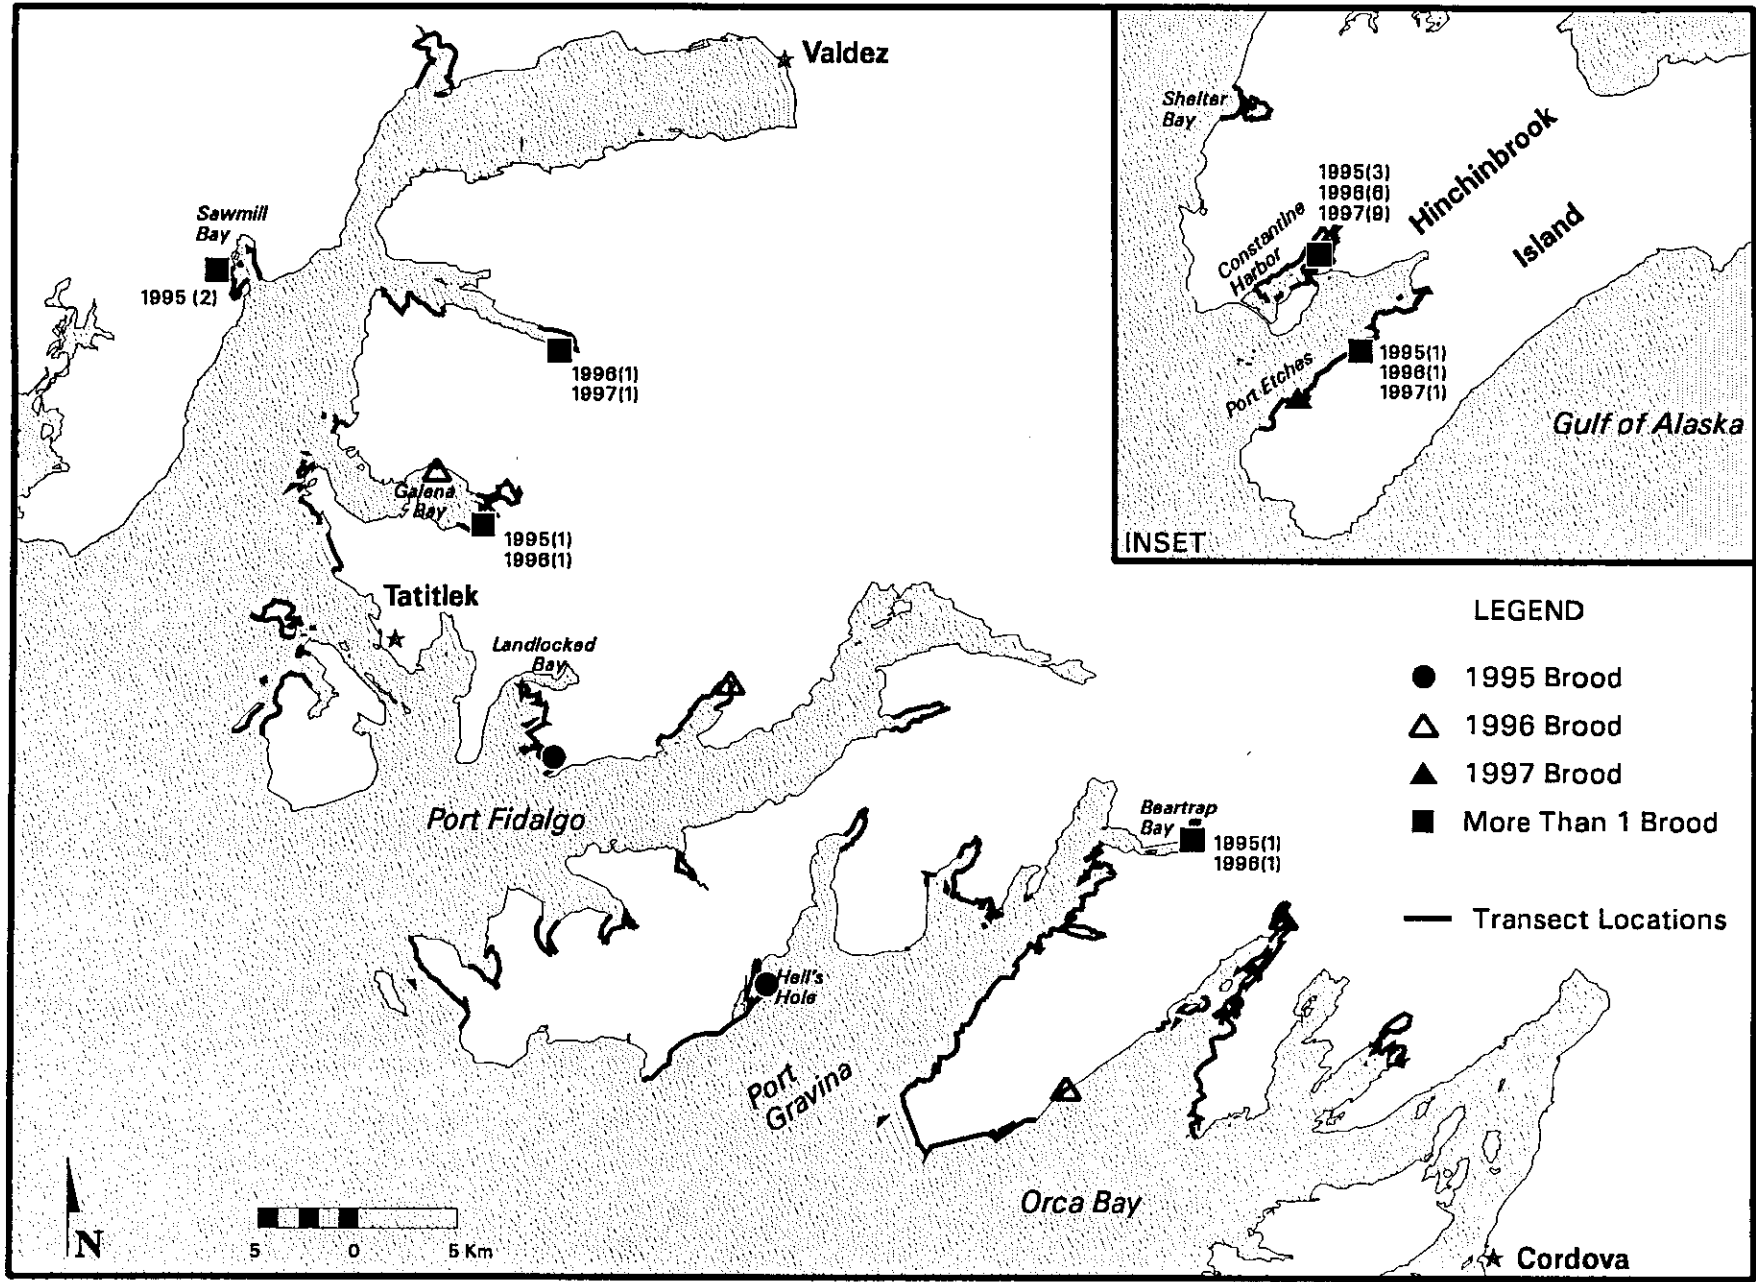 Valdez
Sawmill
Bay
1995 (2)
1996(1)
1997(1)
Galena
Bay
1995(1)
1996(1)
Tatitlek
Landlocked
Bay
Port Fidalgo
Beartrap
Bay
1995(1)
1996(1)
Hell's
Hole
Port
Gravina
Orca Bay
Cordova
N
5 0 5 Km
Shelter
Bay
1995(3)
1996(6)
1997(9)
Constantine
Harbor
Hinchinbrook
Island
Port Etches
1995(1)
1996(1)
1997(1)
Gulf of Alaska
INSET
LEGEND
1995 Brood
1996 Brood
1997 Brood
More Than 1 Brood
Transect Locations